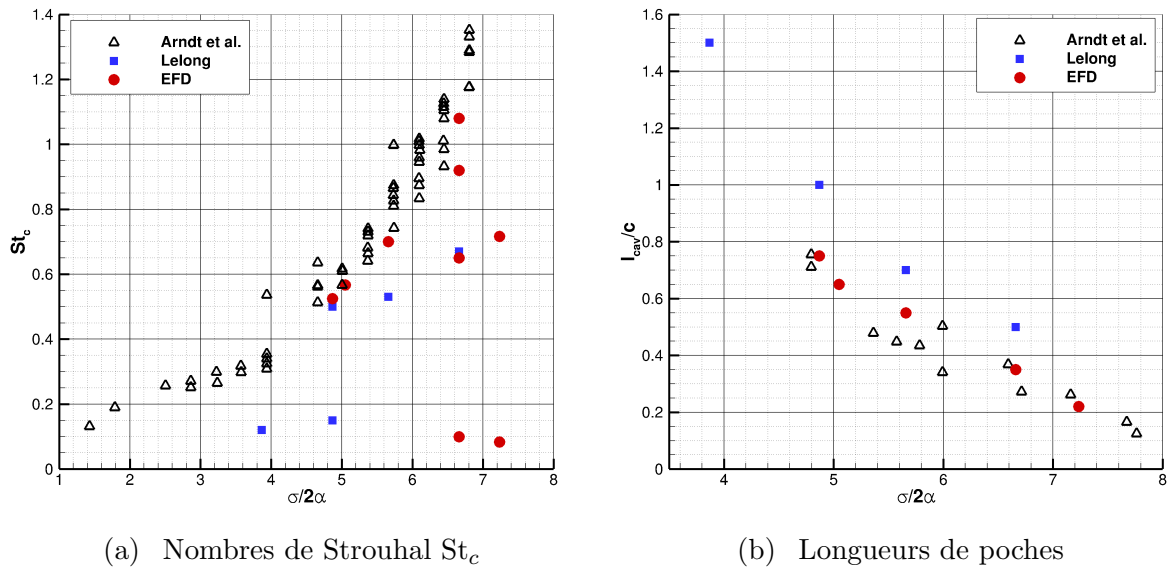 Arndt et al.
Lelong
EFD
St_c
1.4
1.2
1
0.8
0.6
0.4
0.2
0
1 2 3 4 5 6 7 8
σ/2α
(a) Nombres de Strouhal St_c
Arndt et al.
Lelong
EFD
l_cav/c
1.6
1.4
1.2
1
0.8
0.6
0.4
0.2
0
4 5 6 7 8
σ/2α
(b) Longueurs de poches